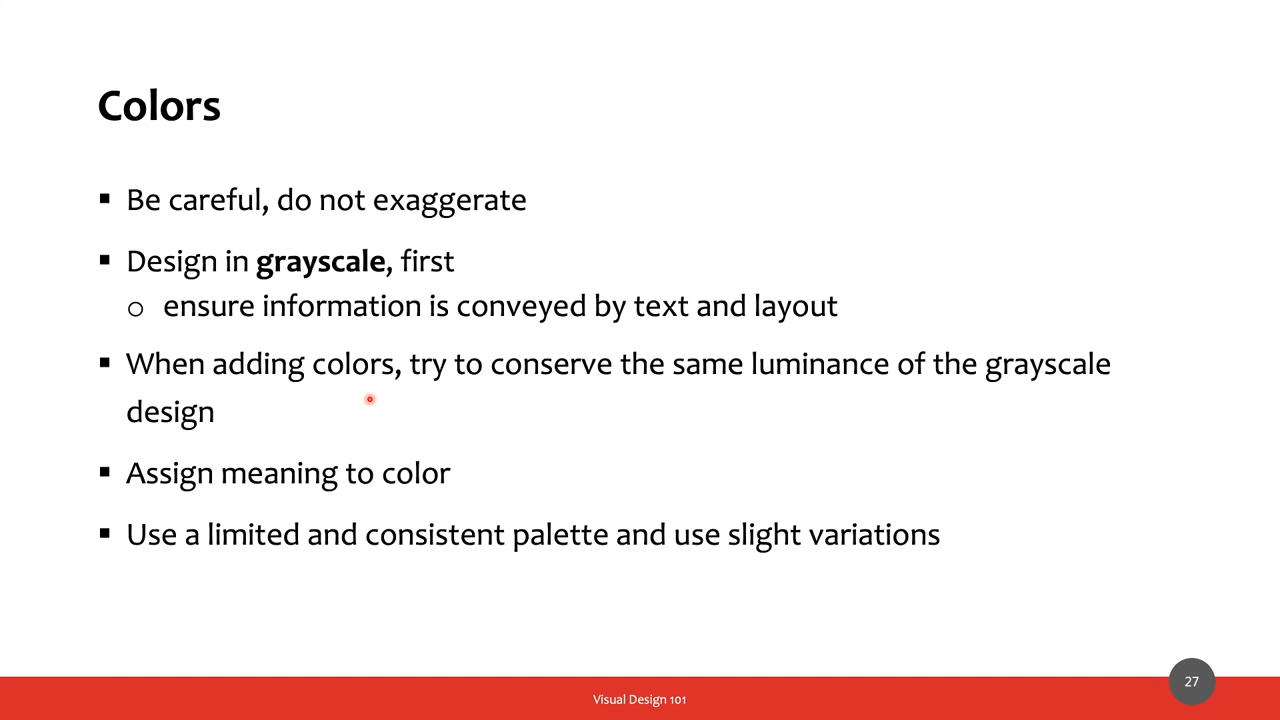 Colors
▪ Be careful, do not exaggerate
▪ Design in grayscale, first
o ensure information is conveyed by text and layout
▪ When adding colors, try to conserve the same luminance of the grayscale
design
▪ Assign meaning to color
▪ Use a limited and consistent palette and use slight variations
27
Visual Design 101